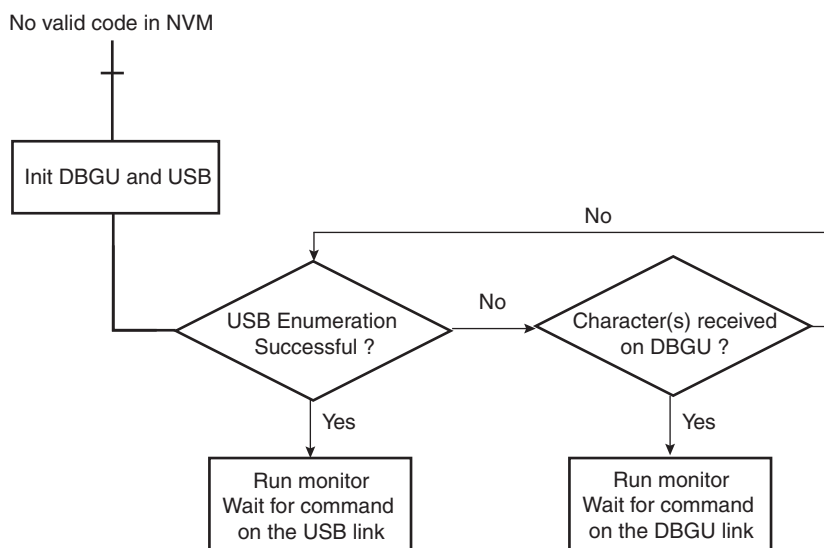 No valid code in NVM
Init DBGU and USB
No
USB Enumeration
Successful ?
No
Character(s) received
on DBGU ?
Yes
Yes
Run monitor
Wait for command
on the USB link
Run monitor
Wait for command
on the DBGU link